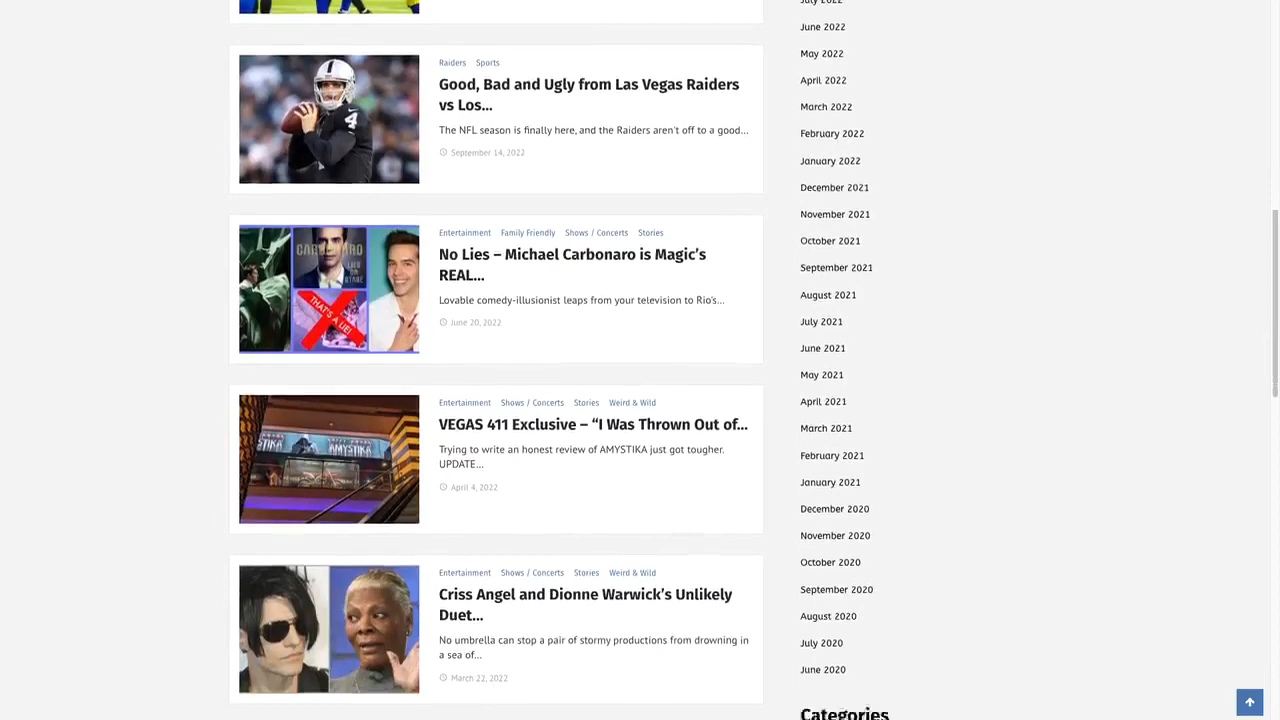 Raiders Sports
Good, Bad and Ugly from Las Vegas Raiders
vs Los...
The NFL season is finally here, and the Raiders aren't off to a good...
September 14, 2022
4
Entertainment Family Friendly Shows / Concerts Stories
No Lies – Michael Carbonaro is Magic’s
REAL...
Lovable comedy-illusionist leaps from your television to Rio's...
June 20, 2022
THAT'S A LIE!
Entertainment Shows / Concerts Stories Weird & Wild
VEGAS 411 Exclusive – “I Was Thrown Out of...
Trying to write an honest review of AMYSTIKA just got tougher.
UPDATE...
April 4, 2022
AMYSTIKA
Entertainment Shows / Concerts Stories Weird & Wild
Criss Angel and Dionne Warwick’s Unlikely
Duet...
No umbrella can stop a pair of stormy productions from drowning in
a sea of...
March 22, 2022
July 2022
June 2022
May 2022
April 2022
March 2022
February 2022
January 2022
December 2021
November 2021
October 2021
September 2021
August 2021
July 2021
June 2021
May 2021
April 2021
March 2021
February 2021
January 2021
December 2020
November 2020
October 2020
September 2020
August 2020
July 2020
June 2020
Categories